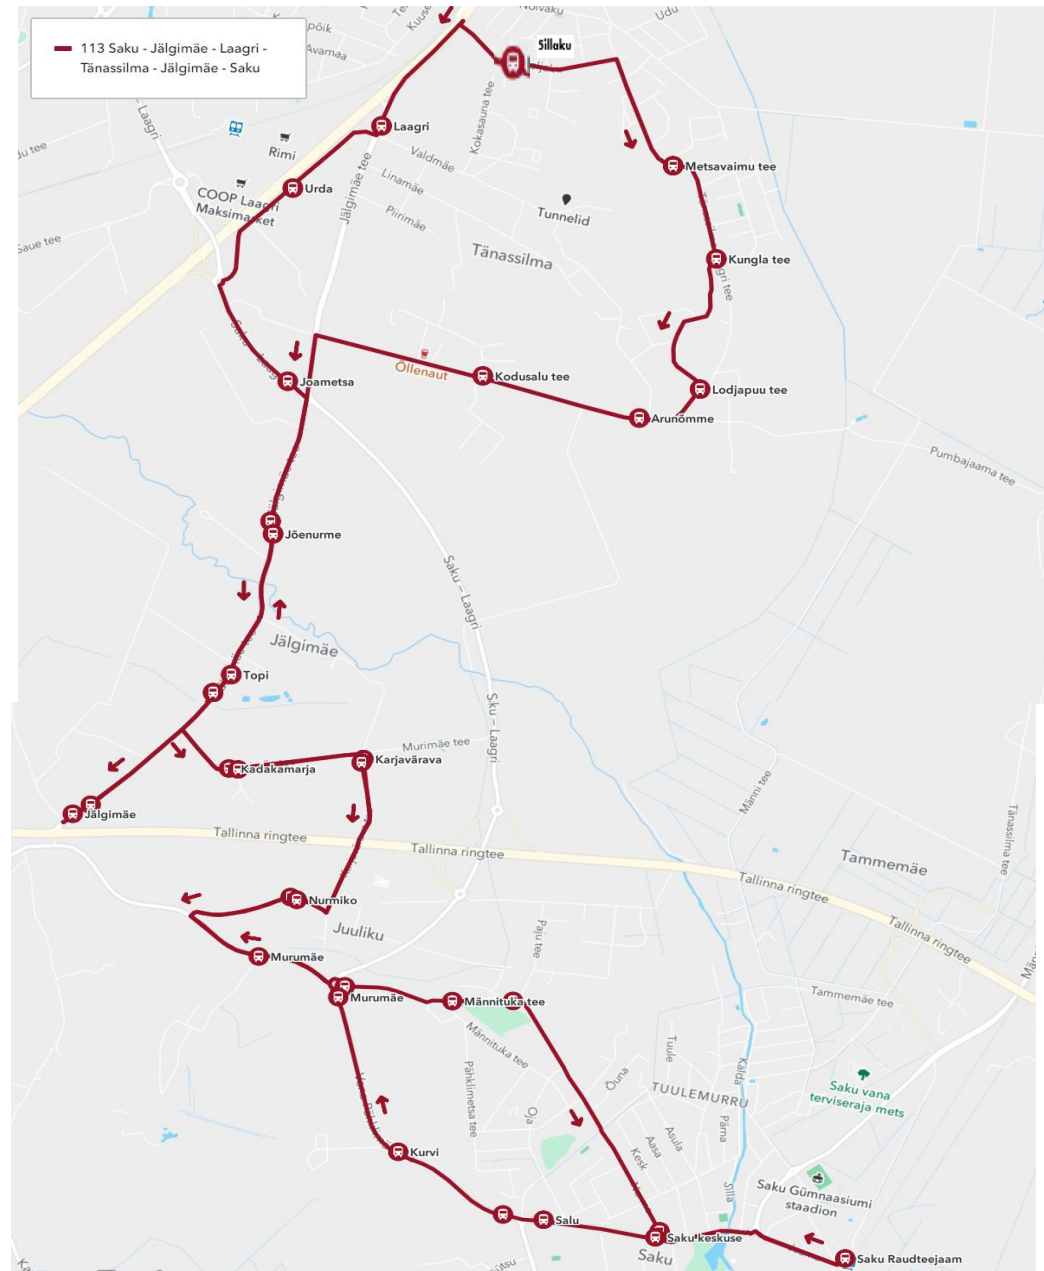 113 Saku - Jälgimäe - Laagri -
Tänassilma - Jälgimäe - Saku
põik
Avamaa
Udu
Sillaku
Laagri
Kokasauna tee
Valdmäe
Rimi
Linamäe
Metsavaimu tee
Urda
COOP Laagri
Maksimarket
Jälgimäe tee
Piirimäe
Tunnelid
Saue tee
Tänassilma
Kungla tee
Joametsa
Õllenaut
Kodusalu tee
Lodjapuu tee
Arunõmme
Pumbajaama tee
Jõenurme
Saku – Laagri
Jälgimäe
Topi
Murimäe tee
Kadakamarja
Karjavärava
Männi tee
Jälgimäe
Tallinna ringtee
Tallinna ringtee
Tänassilma tee
Tammemäe
Tallinna ringtee
Tallinna ringtee
Nurmiko
Juuliku
Paju tee
Murumäe
Murumäe
Männituka tee
Tammemäe tee
Männituka tee
Tuule
Kalda
Pähklimetsa tee
Õuna
TUULEMURRU
Saku vana
terviseraja mets
Oja
Pärna
Asula
Aasa
Kesk
Kurvi
Silla
Saku Gümnaasiumi
staadion
Salu
Saku keskuse
Saku
Saku Raudteejaam